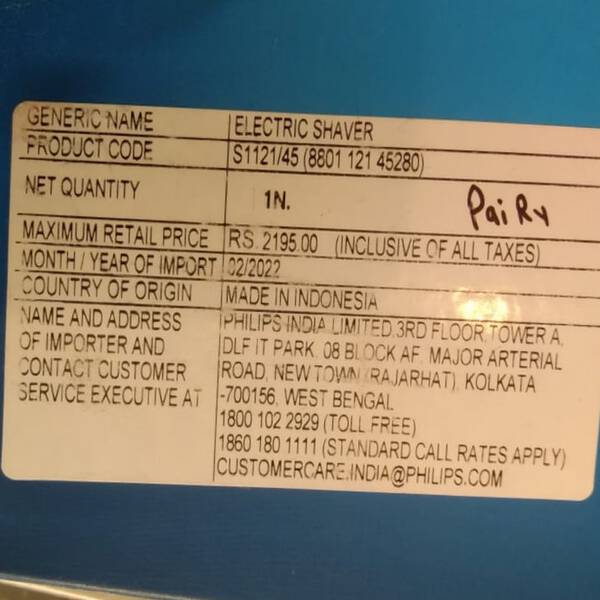 GENERIC NAME ELECTRIC SHAVER
PRODUCT CODE S1121/45 (8801 121 45280)
NET QUANTITY 1N.
MAXIMUM RETAIL PRICE RS. 2195.00 (INCLUSIVE OF ALL TAXES)
MONTH / YEAR OF IMPORT 02/2022
COUNTRY OF ORIGIN MADE IN INDONESIA
NAME AND ADDRESS PHILIPS INDIA LIMITED, 3RD FLOOR, TOWER A,
OF IMPORTER AND DLF IT PARK, 08 BLOCK AF, MAJOR ARTERIAL
CONTACT CUSTOMER ROAD, NEW TOWN (RAJARHAT), KOLKATA
SERVICE EXECUTIVE AT -700156, WEST BENGAL
1800 102 2929 (TOLL FREE)
1860 180 1111 (STANDARD CALL RATES APPLY)
CUSTOMERCARE.INDIA@PHILIPS.COM